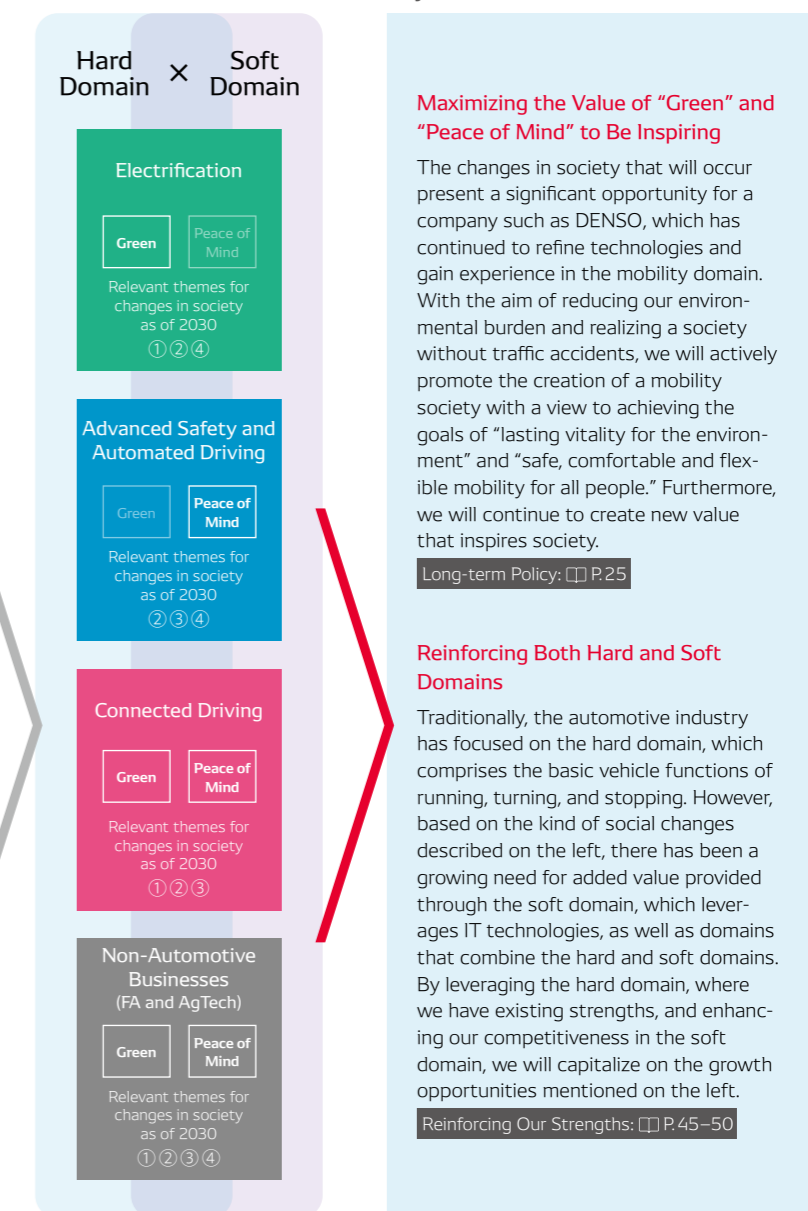 Hard
Domain
×
Soft
Domain
Electrification
Green
Peace of
Mind
Relevant themes for
changes in society
as of 2030
①②④
Advanced Safety and
Automated Driving
Green
Peace of
Mind
Relevant themes for
changes in society
as of 2030
②③④
Connected Driving
Green
Peace of
Mind
Relevant themes for
changes in society
as of 2030
①②③
Non-Automotive
Businesses
(FA and AgTech)
Green
Peace of
Mind
Relevant themes for
changes in society
as of 2030
①②③④
Maximizing the Value of “Green” and
“Peace of Mind” to Be Inspiring
The changes in society that will occur
present a significant opportunity for a
company such as DENSO, which has
continued to refine technologies and
gain experience in the mobility domain.
With the aim of reducing our environ-
mental burden and realizing a society
without traffic accidents, we will actively
promote the creation of a mobility
society with a view to achieving the
goals of “lasting vitality for the environ-
ment” and “safe, comfortable and flex-
ible mobility for all people.” Furthermore,
we will continue to create new value
that inspires society.
Long-term Policy: P.25
Reinforcing Both Hard and Soft
Domains
Traditionally, the automotive industry
has focused on the hard domain, which
comprises the basic vehicle functions of
running, turning, and stopping. However,
based on the kind of social changes
described on the left, there has been a
growing need for added value provided
through the soft domain, which lever-
ages IT technologies, as well as domains
that combine the hard and soft domains.
By leveraging the hard domain, where
we have existing strengths, and enhanc-
ing our competitiveness in the soft
domain, we will capitalize on the growth
opportunities mentioned on the left.
Reinforcing Our Strengths: P.45–50